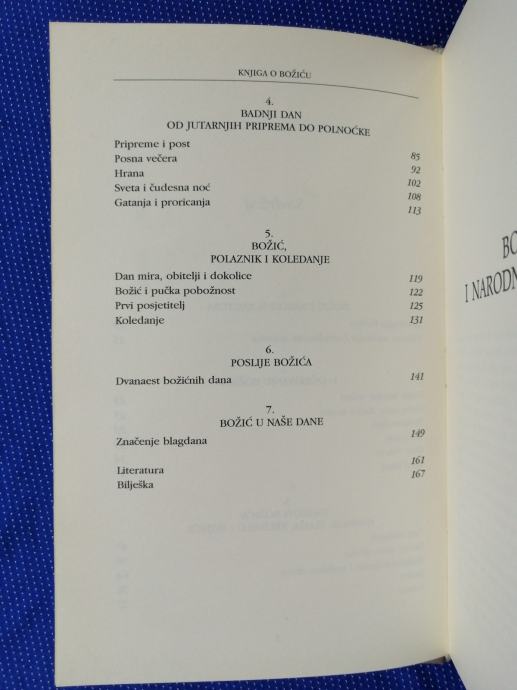 KNJIGA O BOŽIĆU
4.
BADNJI DAN
OD JUTARNJIH PRIPREMA DO POLNOĆKE
Pripreme i post 85
Posna večera 92
Hrana 102
Sveta i čudesna noć 108
Gatanja i proricanja 113
5.
BOŽIĆ,
POLAZNIK I KOLEDANJE
Dan mira, obitelji i dokolice 119
Božić i pučka pobožnost 122
Prvi posjetitelj 125
Koledanje 131
6.
POSLIJE BOŽIĆA
Dvanaest božićnih dana 141
7.
BOŽIĆ U NAŠE DANE
Značenje blagdana 149
Literatura 161
Bilješka 167
BO
I NARODN